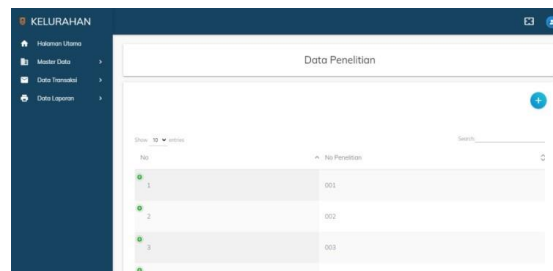 KELURAHAN
Halaman Utama
Master Data
Data Transaksi
Data Laporan
Data Penelitian
Show 10 entries
Search:
No
No Penelitian
1
001
2
002
3
003